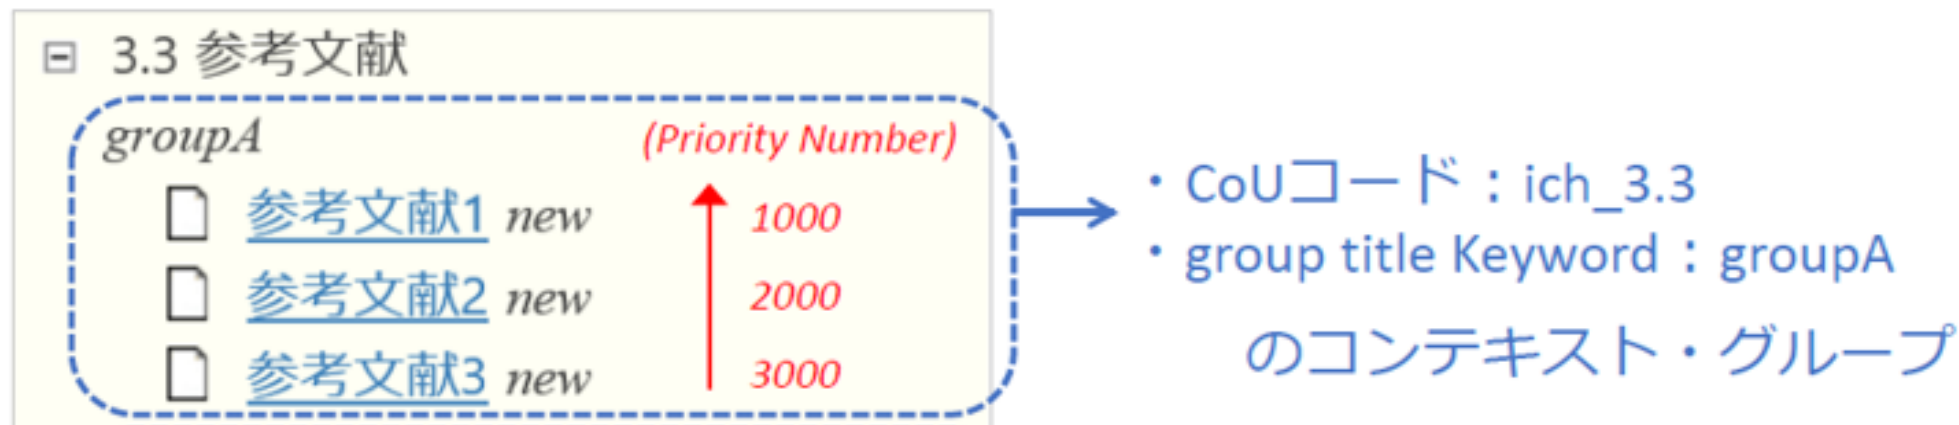 3.3 参考文献
groupA (Priority Number)
参考文献1 new 1000
参考文献2 new 2000
参考文献3 new 3000
・CoUコード：ich_3.3
・group title Keyword：groupA
のコンテキスト・グループ